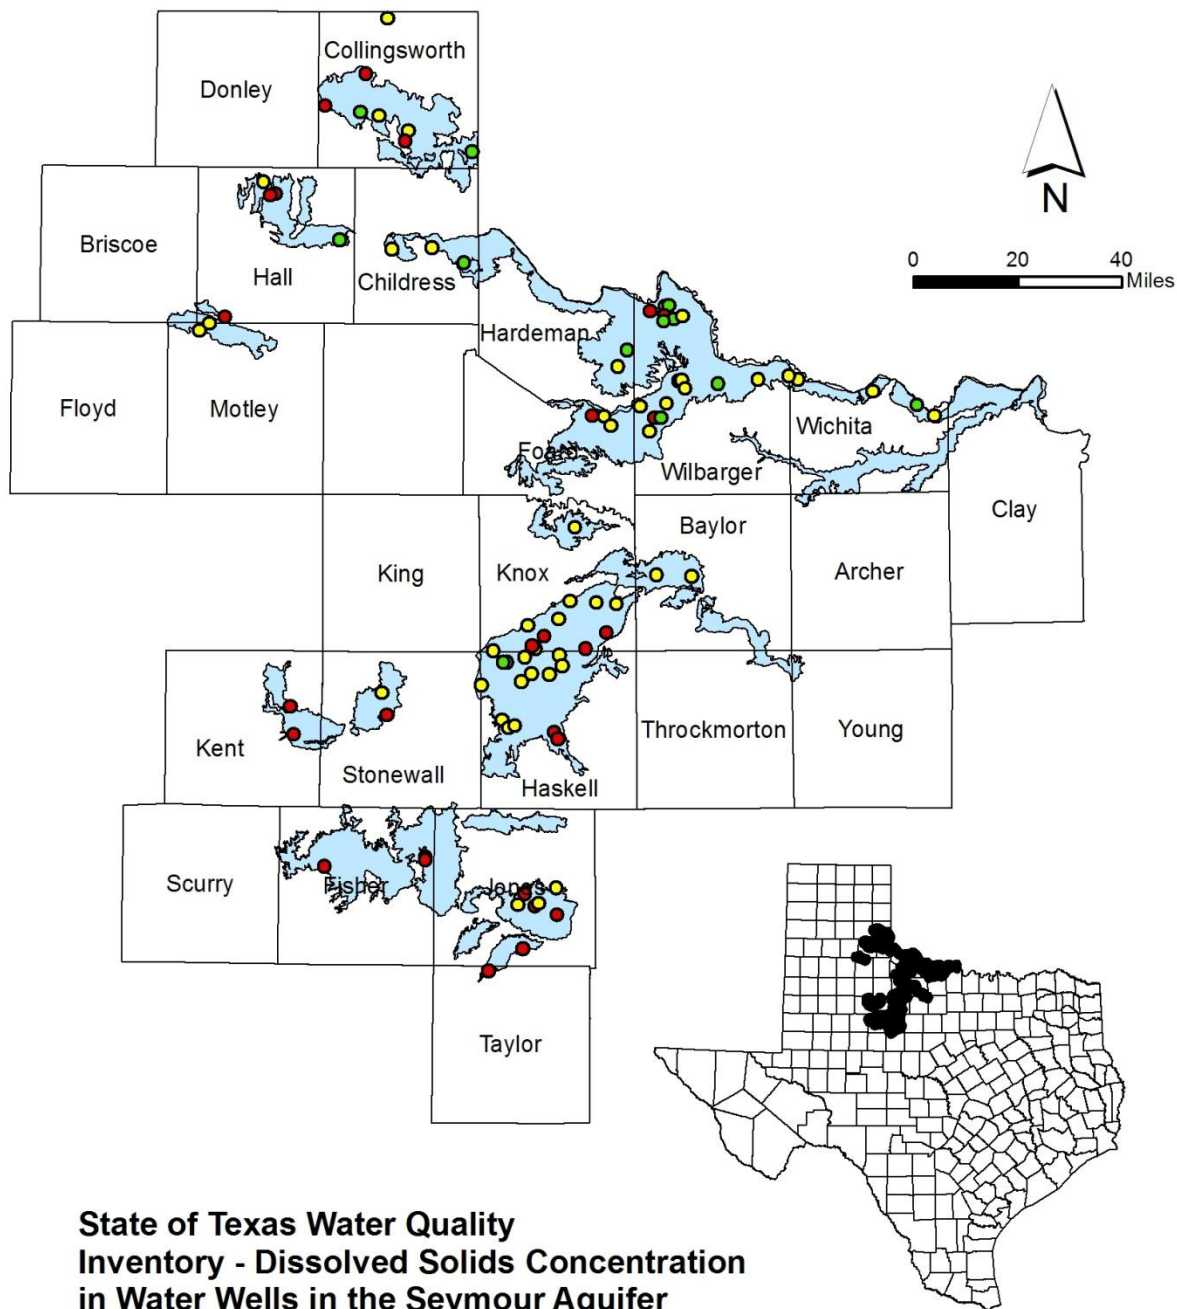 Collingsworth
Donley
N
0 20 40
Miles
Briscoe
Hall
Childress
Hardeman
Floyd
Motley
Foard
Wichita
Wilbarger
Clay
Baylor
King
Knox
Archer
Kent
Stonewall
Haskell
Throckmorton
Young
Scurry
Fisher
Jones
Taylor
State of Texas Water Quality
Inventory - Dissolved Solids Concentration
in Water Wells in the Seymour Aquifer